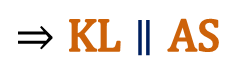 ⇒ KL || AS